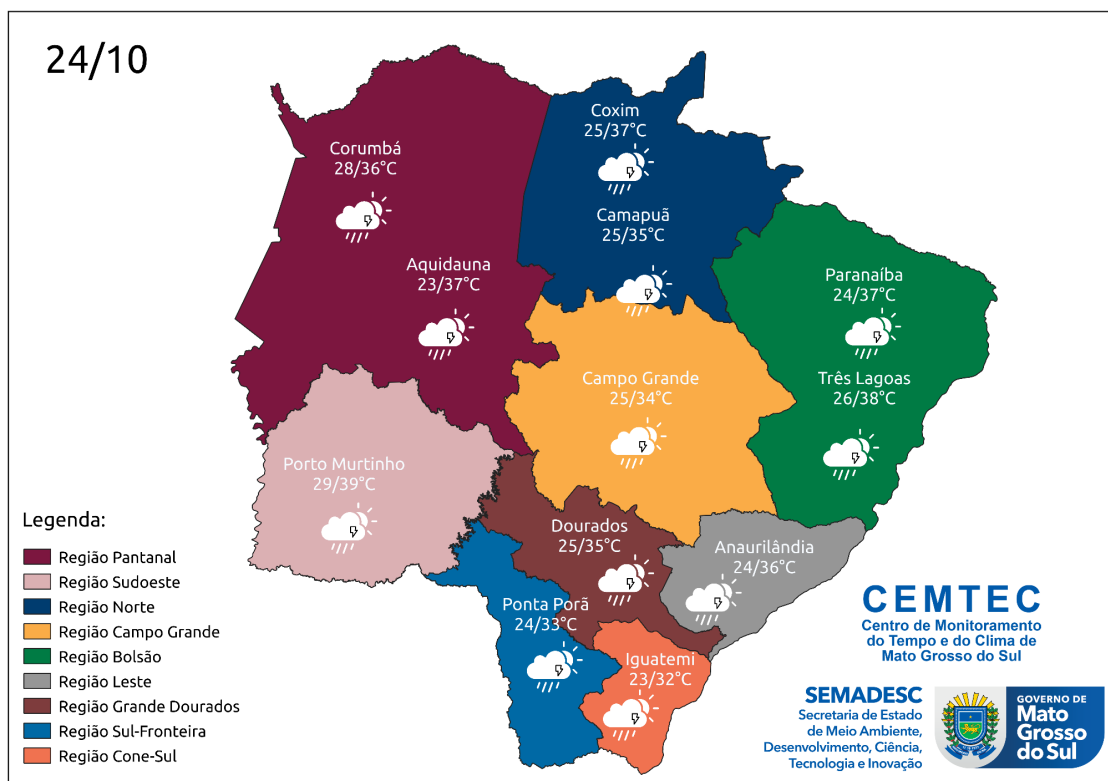 24/10
Coxim
25/37°C
Corumbá
28/36°C
Camapuã
25/35°C
Aquidauna
23/37°C
Paranaíba
24/37°C
Campo Grande
25/34°C
Três Lagoas
26/38°C
Porto Murtinho
29/39°C
Dourados
25/35°C
Anaurilândia
24/36°C
Ponta Porã
24/33°C
Iguatemi
23/32°C
Legenda:
Região Pantanal
Região Sudoeste
Região Norte
Região Campo Grande
Região Bolsão
Região Leste
Região Grande Dourados
Região Sul-Fronteira
Região Cone-Sul
CEMTEC
Centro de Monitoramento
do Tempo e do Clima de
Mato Grosso do Sul
SEMADESC
Secretaria de Estado
de Meio Ambiente,
Desenvolvimento, Ciência,
Tecnologia e Inovação
GOVERNO DE
Mato
Grosso
do Sul